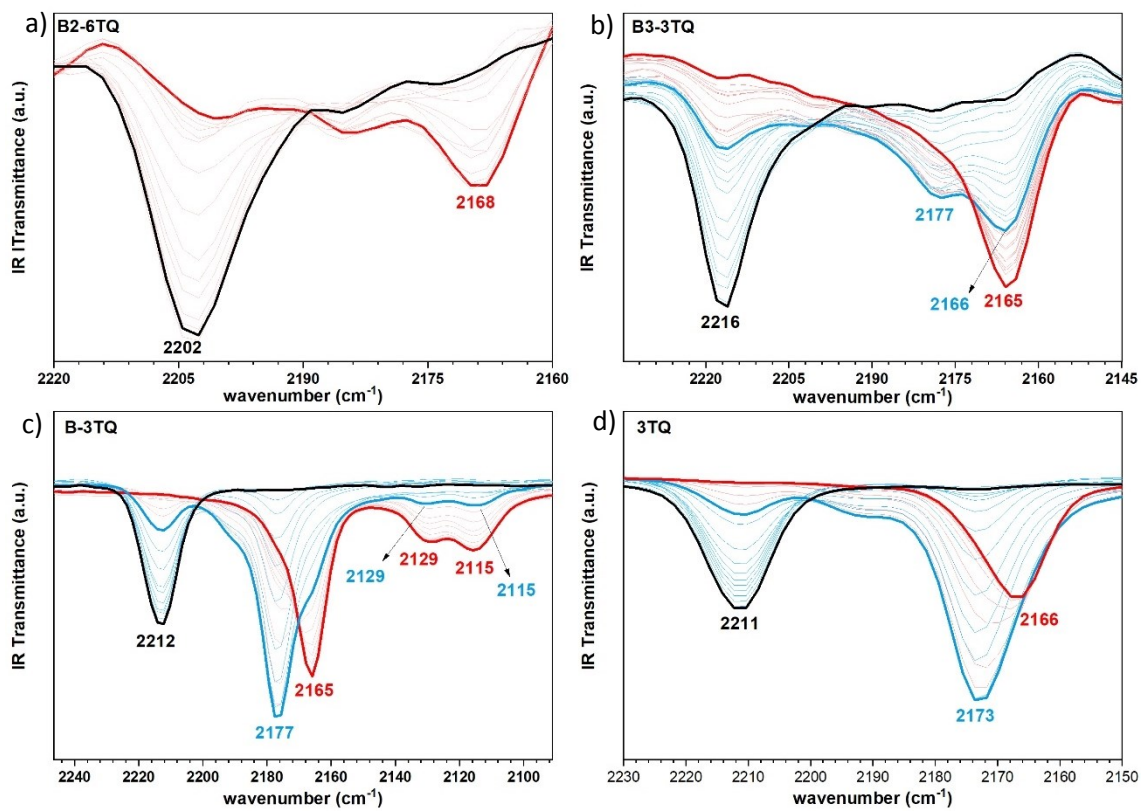 a)
B2-6TQ
IR lTransmittance (a.u.)
2202
2168
2220 2205 2190 2175 2160
wavenumber (cm-1)
b)
B3-3TQ
IR Transmittance (a.u.)
2216
2177
2166
2165
2220 2205 2190 2175 2160 2145
wavenumber (cm-1)
c)
B-3TQ
IR Transmittance (a.u.)
2212
2177
2165
2129
2129
2115
2115
2240 2220 2200 2180 2160 2140 2120 2100
wavenumber (cm-1)
d)
3TQ
IR Transmittance (a.u.)
2211
2173
2166
2230 2220 2210 2200 2190 2180 2170 2160 2150
wavenumber (cm-1)